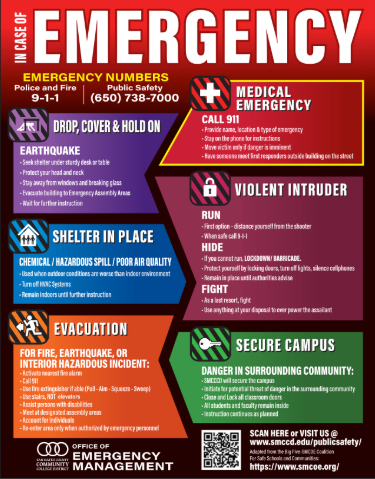 IN CASE OF
EMERGENCY
EMERGENCY NUMBERS
Police and Fire
9-1-1
Public Safety
(650) 738-7000
MEDICAL
EMERGENCY
CALL 911
- Provide name, location & type of emergency
- Stay on the phone for instructions
- Move victim only if danger is imminent
- Have someone meet first responders outside building on the street
DROP, COVER & HOLD ON
EARTHQUAKE
- Seek shelter under sturdy desk or table
- Protect your head and neck
- Stay away from windows and breaking glass
- Evacuate building to Emergency Assembly Areas
- Wait for further instruction
VIOLENT INTRUDER
RUN
- First option - distance yourself from the shooter
- When safe call 9-1-1
HIDE
- If you cannot run, LOCKDOWN/ BARRICADE.
- Protect yourself by locking doors, turn off lights, silence cellphones
- Remain in place until authorities advise
FIGHT
- As a last resort, fight
- Use anything at your disposal to over power the assailant
SHELTER IN PLACE
CHEMICAL / HAZARDOUS SPILL / POOR AIR QUALITY
- Used when outdoor conditions are worse than indoor environment
- Turn off HVAC Systems
- Remain indoors until further instruction
EVACUATION
FOR FIRE, EARTHQUAKE, OR
INTERIOR HAZARDOUS INCIDENT:
- Activate nearest fire alarm
- Call 911
- Use fire extinguisher if able (Pull - Aim - Squeeze - Sweep)
- Use stairs, NOT elevators
- Assist persons with disabilities
- Meet at designated assembly areas
- Account for individuals
- Re-enter area only when authorized by emergency personnel
SECURE CAMPUS
DANGER IN SURROUNDING COMMUNITY:
- SMCCCD will secure the campus
- Initiate for potential threat of danger in the surrounding community
- Close and Lock all classroom doors
- All students and faculty remain inside
- Instruction continues as planned
SAN MATEO COUNTY
COMMUNITY
COLLEGE DISTRICT
OFFICE OF
EMERGENCY
MANAGEMENT
SCAN HERE or VISIT US @
www.smccd.edu/publicsafety/
Adapted from the Big Five-SMCOE Coalition
For Safe Schools and Communities:
https://www.smcoe.org/